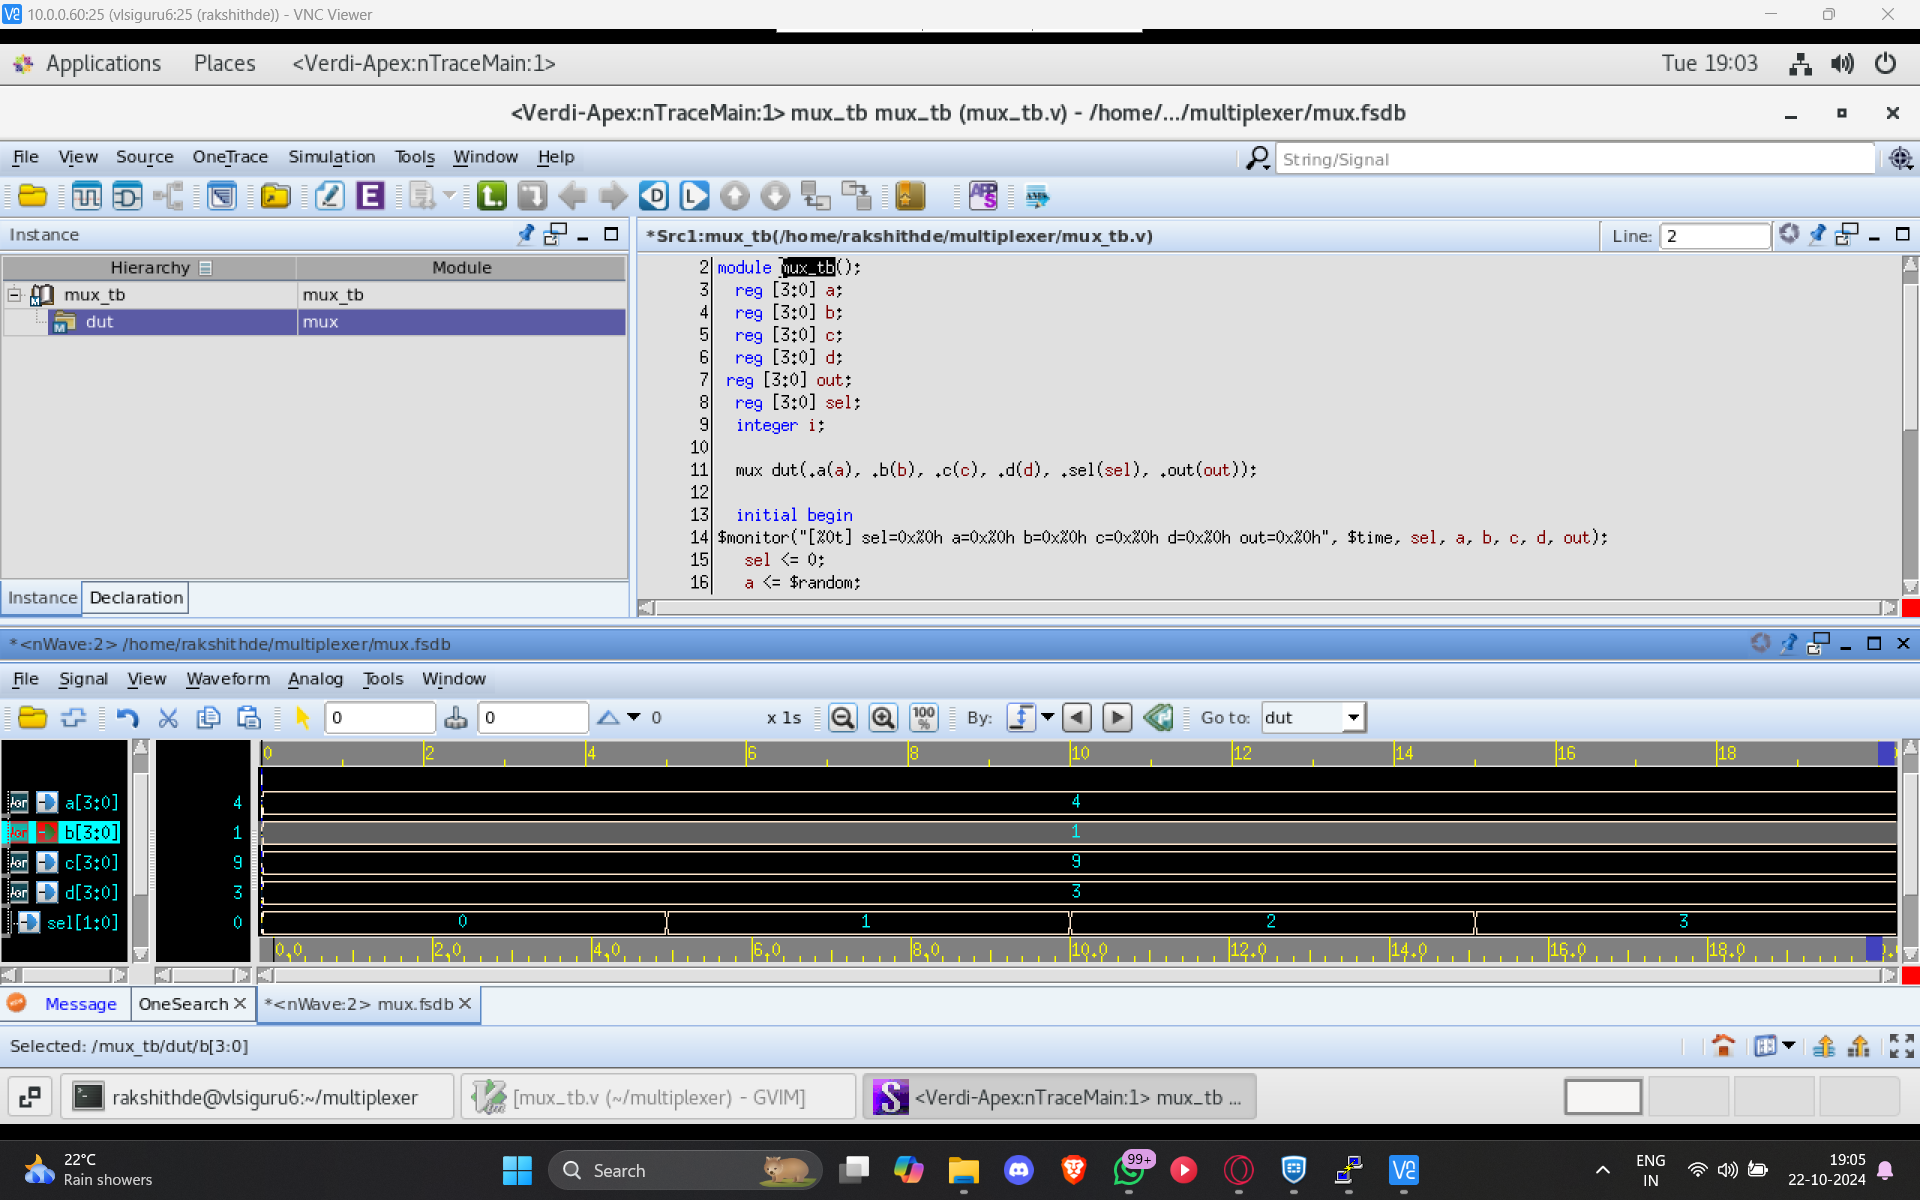 10.0.0.60:25 (vlsiguru6:25 (rakshithde)) - VNC Viewer
Applications Places <Verdi-Apex:nTraceMain:1> Tue 19:03
<Verdi-Apex:nTraceMain:1> mux_tb mux_tb (mux_tb.v) - /home/.../multiplexer/mux.fsdb
File View Source OneTrace Simulation Tools Window Help String/Signal
Instance
*Src1:mux_tb(/home/rakshithde/multiplexer/mux_tb.v) Line: 2
Hierarchy Module
mux_tb mux_tb
dut mux
2 module mux_tb();
3 reg [3:0] a;
4 reg [3:0] b;
5 reg [3:0] c;
6 reg [3:0] d;
7 reg [3:0] out;
8 reg [3:0] sel;
9 integer i;
10
11 mux dut(.a(a), .b(b), .c(c), .d(d), .sel(sel), .out(out));
12
13 initial begin
14 $monitor("[%0t] sel=0x%0h a=0x%0h b=0x%0h c=0x%0h d=0x%0h out=0x%0h", $time, sel, a, b, c, d, out);
15 sel <= 0;
16 a <= $random;
Instance Declaration
*<nWave:2> /home/rakshithde/multiplexer/mux.fsdb
File Signal View Waveform Analog Tools Window
0 0 0 x 1s 100 % By: Go to: dut
0 2 4 6 8 10 12 14 16 18
a[3:0] 4 4
b[3:0] 1 1
c[3:0] 9 9
d[3:0] 3 3
sel[1:0] 0 0 1 2 3
0.0 2.0 4.0 6.0 8.0 10.0 12.0 14.0 16.0 18.0
Message OneSearch *<nWave:2> mux.fsdb
Selected: /mux_tb/dut/b[3:0]
rakshithde@vlsiguru6:~/multiplexer [mux_tb.v (~/multiplexer) - GVIM] <Verdi-Apex:nTraceMain:1> mux_tb ...
22°C
Rain showers
Search
99+
ENG
IN
19:05
22-10-2024